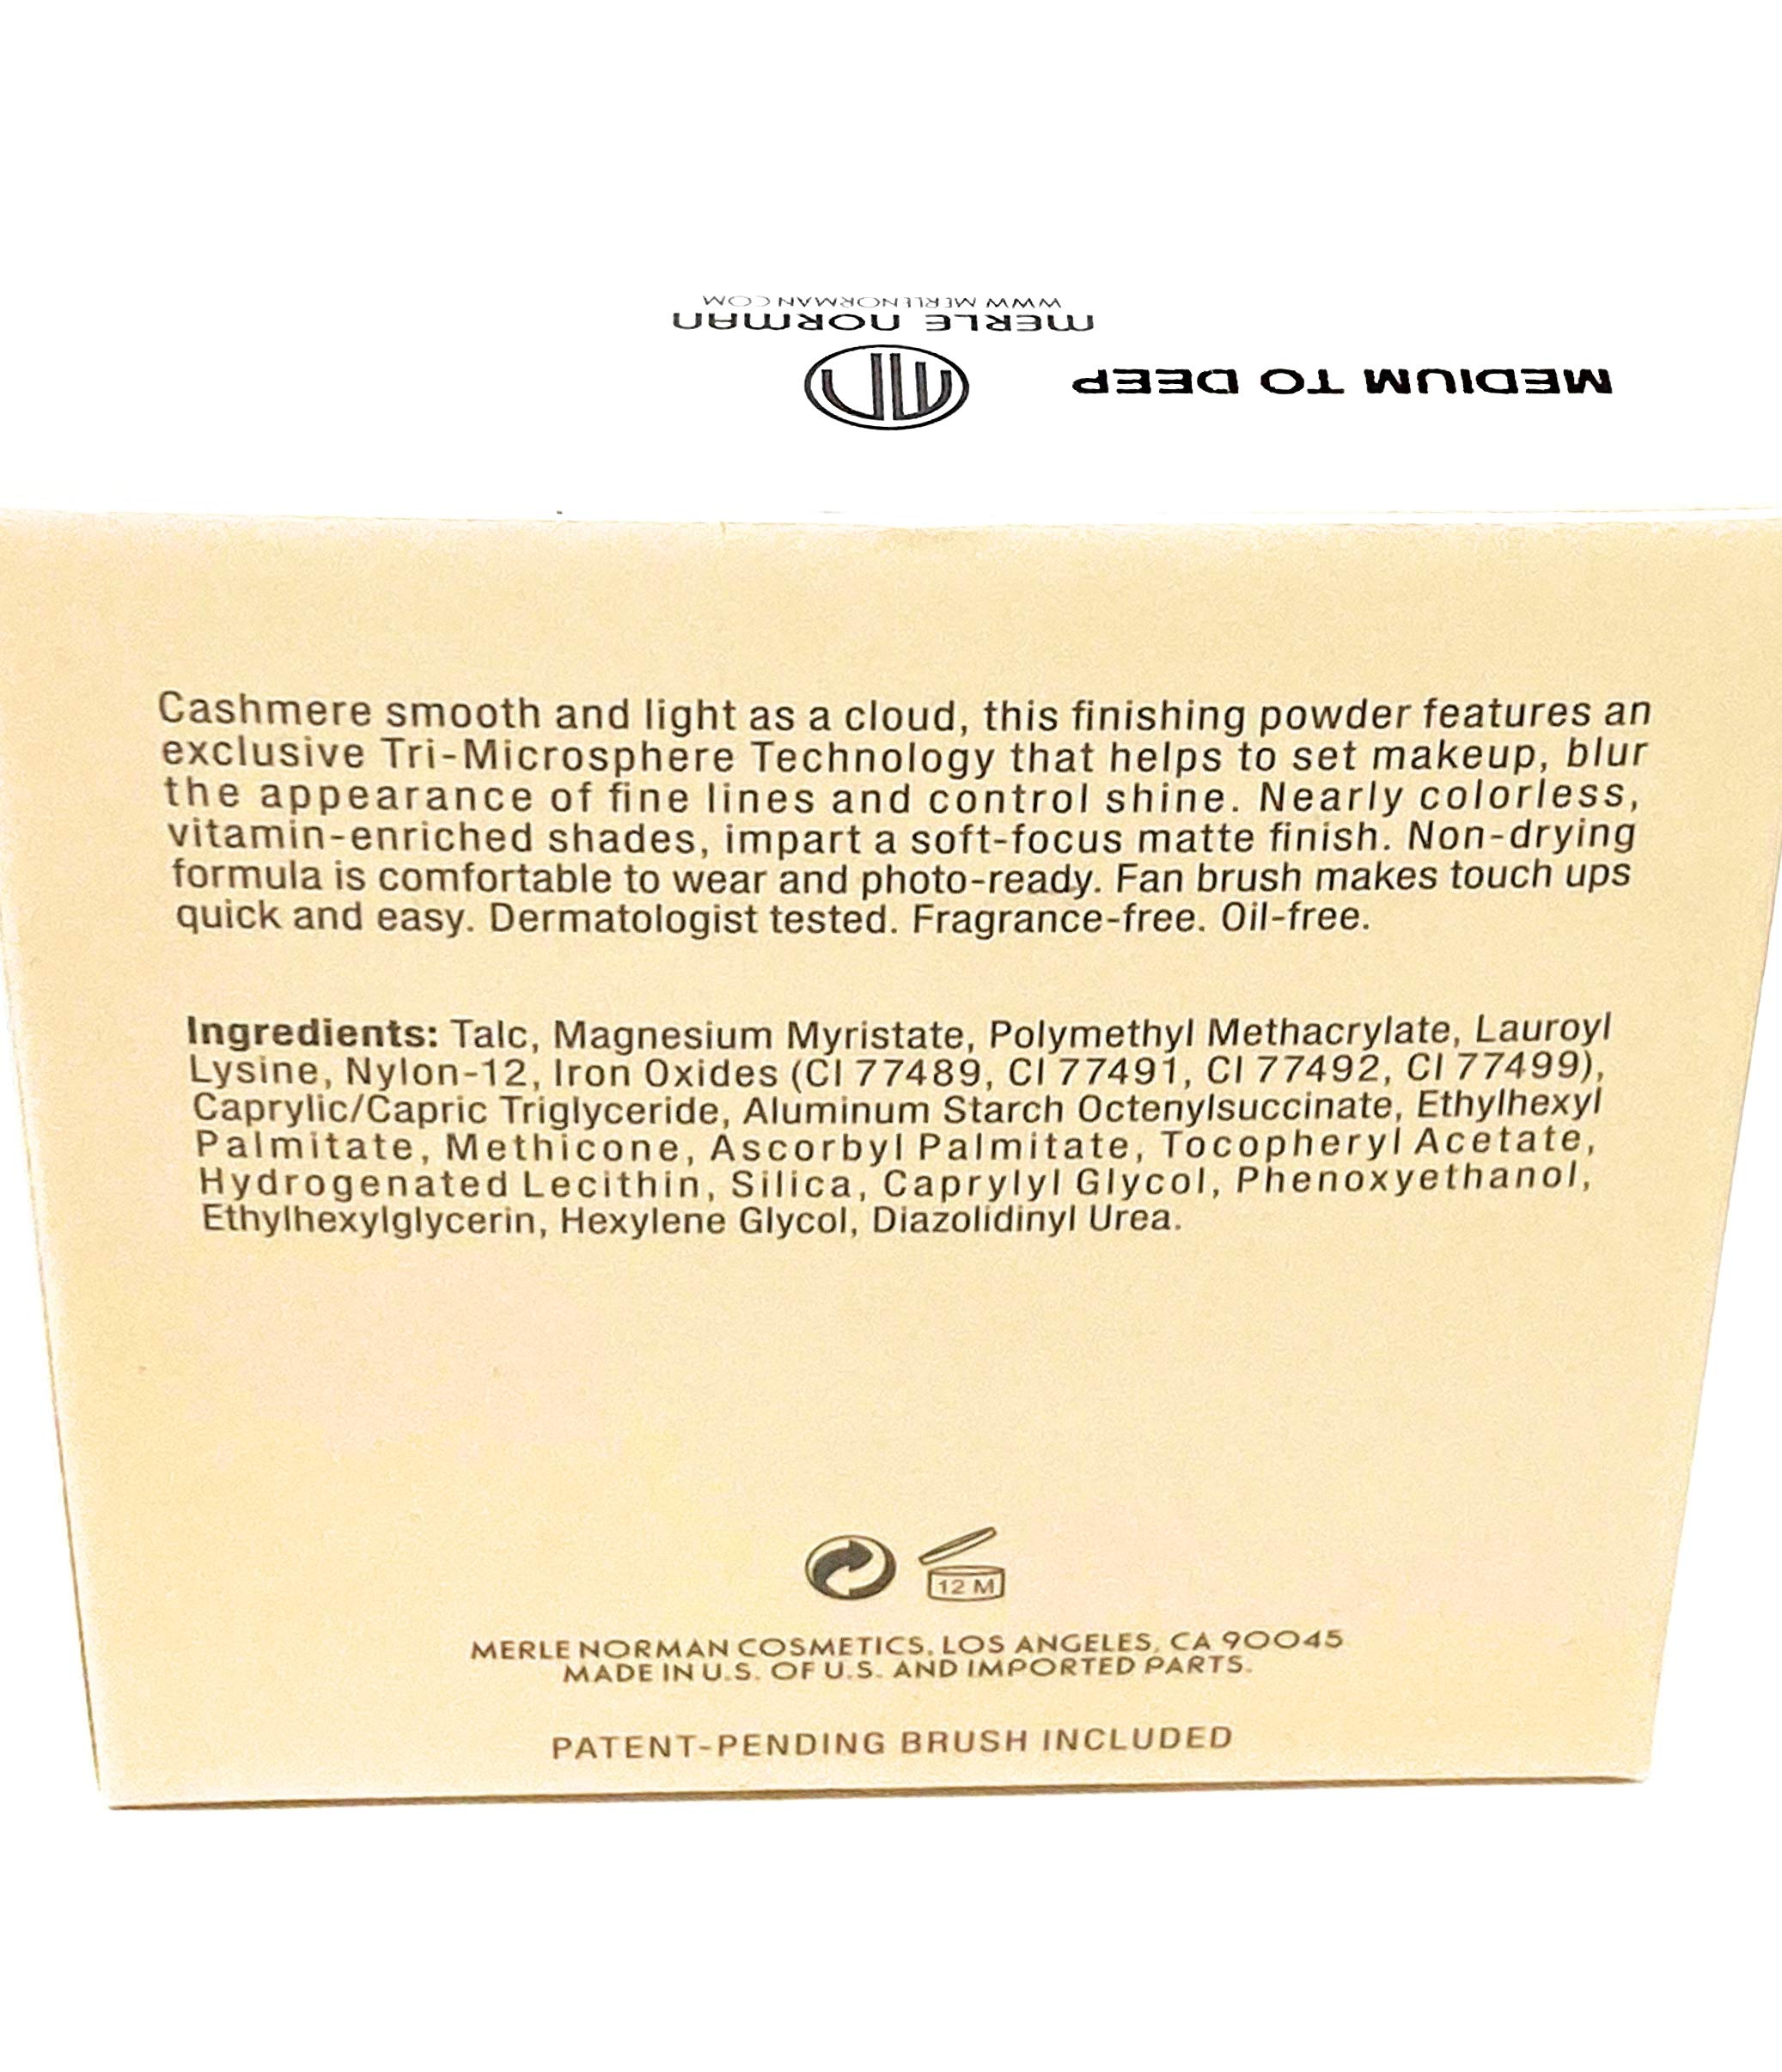 WWW.MERLENORMAN.COM
MERLE NORMAN
MEDIUM TO DEEP
Cashmere smooth and light as a cloud, this finishing powder features an
exclusive Tri-Microsphere Technology that helps to set makeup, blur
the appearance of fine lines and control shine. Nearly colorless,
vitamin-enriched shades, impart a soft-focus matte finish. Non-drying
formula is comfortable to wear and photo-ready. Fan brush makes touch ups
quick and easy. Dermatologist tested. Fragrance-free. Oil-free.
Ingredients: Talc, Magnesium Myristate, Polymethyl Methacrylate, Lauroyl
Lysine, Nylon-12, Iron Oxides (CI 77489, CI 77491, CI 77492, CI 77499),
Caprylic/Capric Triglyceride, Aluminum Starch Octenylsuccinate, Ethylhexyl
Palmitate, Methicone, Ascorbyl Palmitate, Tocopheryl Acetate,
Hydrogenated Lecithin, Silica, Caprylyl Glycol, Phenoxyethanol,
Ethylhexylglycerin, Hexylene Glycol, Diazolidinyl Urea.
12 M
MERLE NORMAN COSMETICS, LOS ANGELES, CA 90045
MADE IN U.S. OF U.S. AND IMPORTED PARTS.
PATENT-PENDING BRUSH INCLUDED